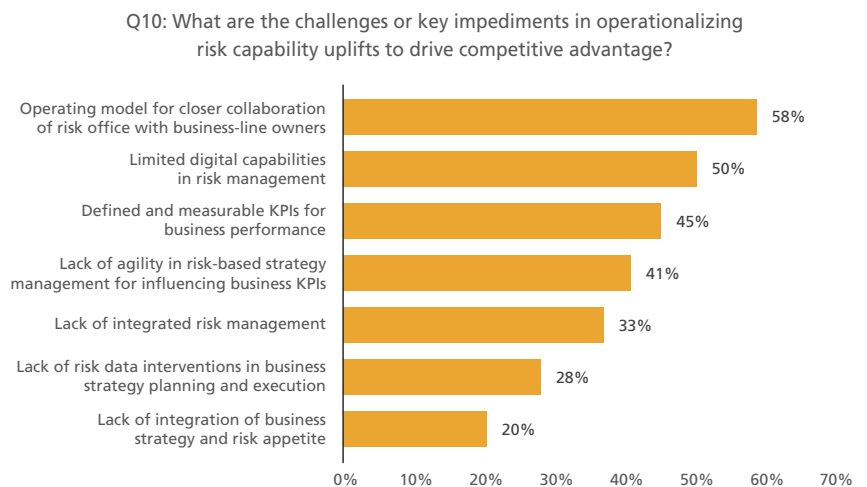 Q10: What are the challenges or key impediments in operationalizing
risk capability uplifts to drive competitive advantage?
Operating model for closer collaboration
of risk office with business-line owners
58%
Limited digital capabilities
in risk management
50%
Defined and measurable KPIs for
business performance
45%
Lack of agility in risk-based strategy
management for influencing business KPIs
41%
Lack of integrated risk management
33%
Lack of risk data interventions in business
strategy planning and execution
28%
Lack of integration of business
strategy and risk appetite
20%
0% 10% 20% 30% 40% 50% 60% 70%